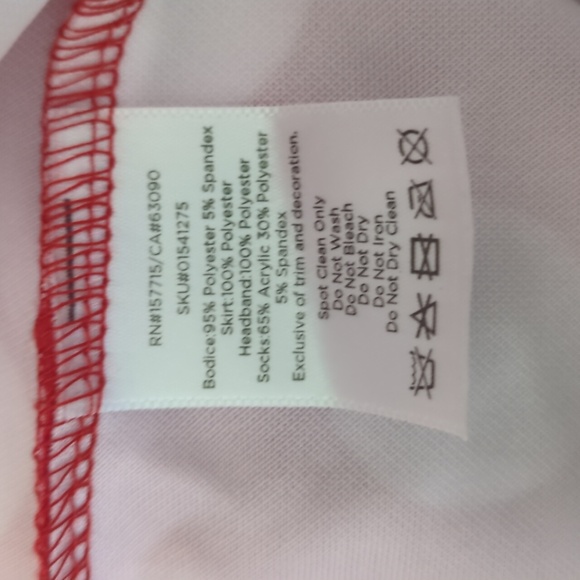 RN#157715/CA#63090
SKU#01541275
Bodice:95% Polyester 5% Spandex
Skirt:100% Polyester
Headband:100% Polyester
Socks:65% Acrylic 30% Polyester
5% Spandex
Exclusive of trim and decoration.
Spot Clean Only
Do Not Wash
Do Not Bleach
Do Not Dry
Do Not Iron
Do Not Dry Clean